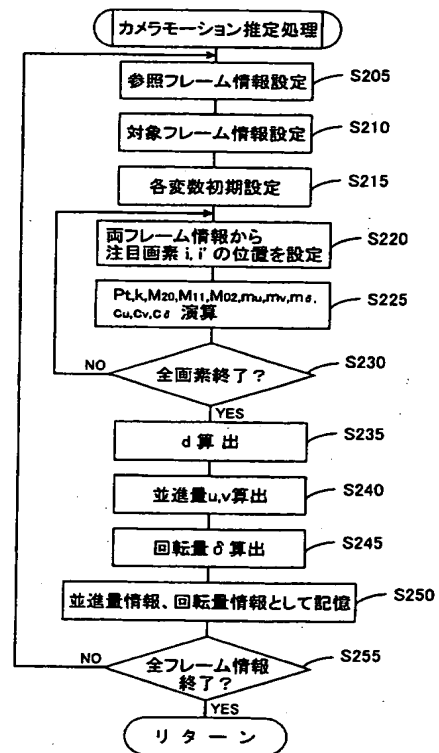 カメラモーション推定処理
参照フレーム情報設定
S205
対象フレーム情報設定
S210
各変数初期設定
S215
両フレーム情報から
注目画素 i, i' の位置を設定
S220
Pt,k,M20,M11,M02,mu,mv,mδ,
cu,cv,cδ 演算
S225
全画素終了?
S230
NO
YES
d 算出
S235
並進量u,v算出
S240
回転量δ算出
S245
並進量情報、回転量情報として記憶
S250
全フレーム情報
終了?
S255
NO
YES
リターン